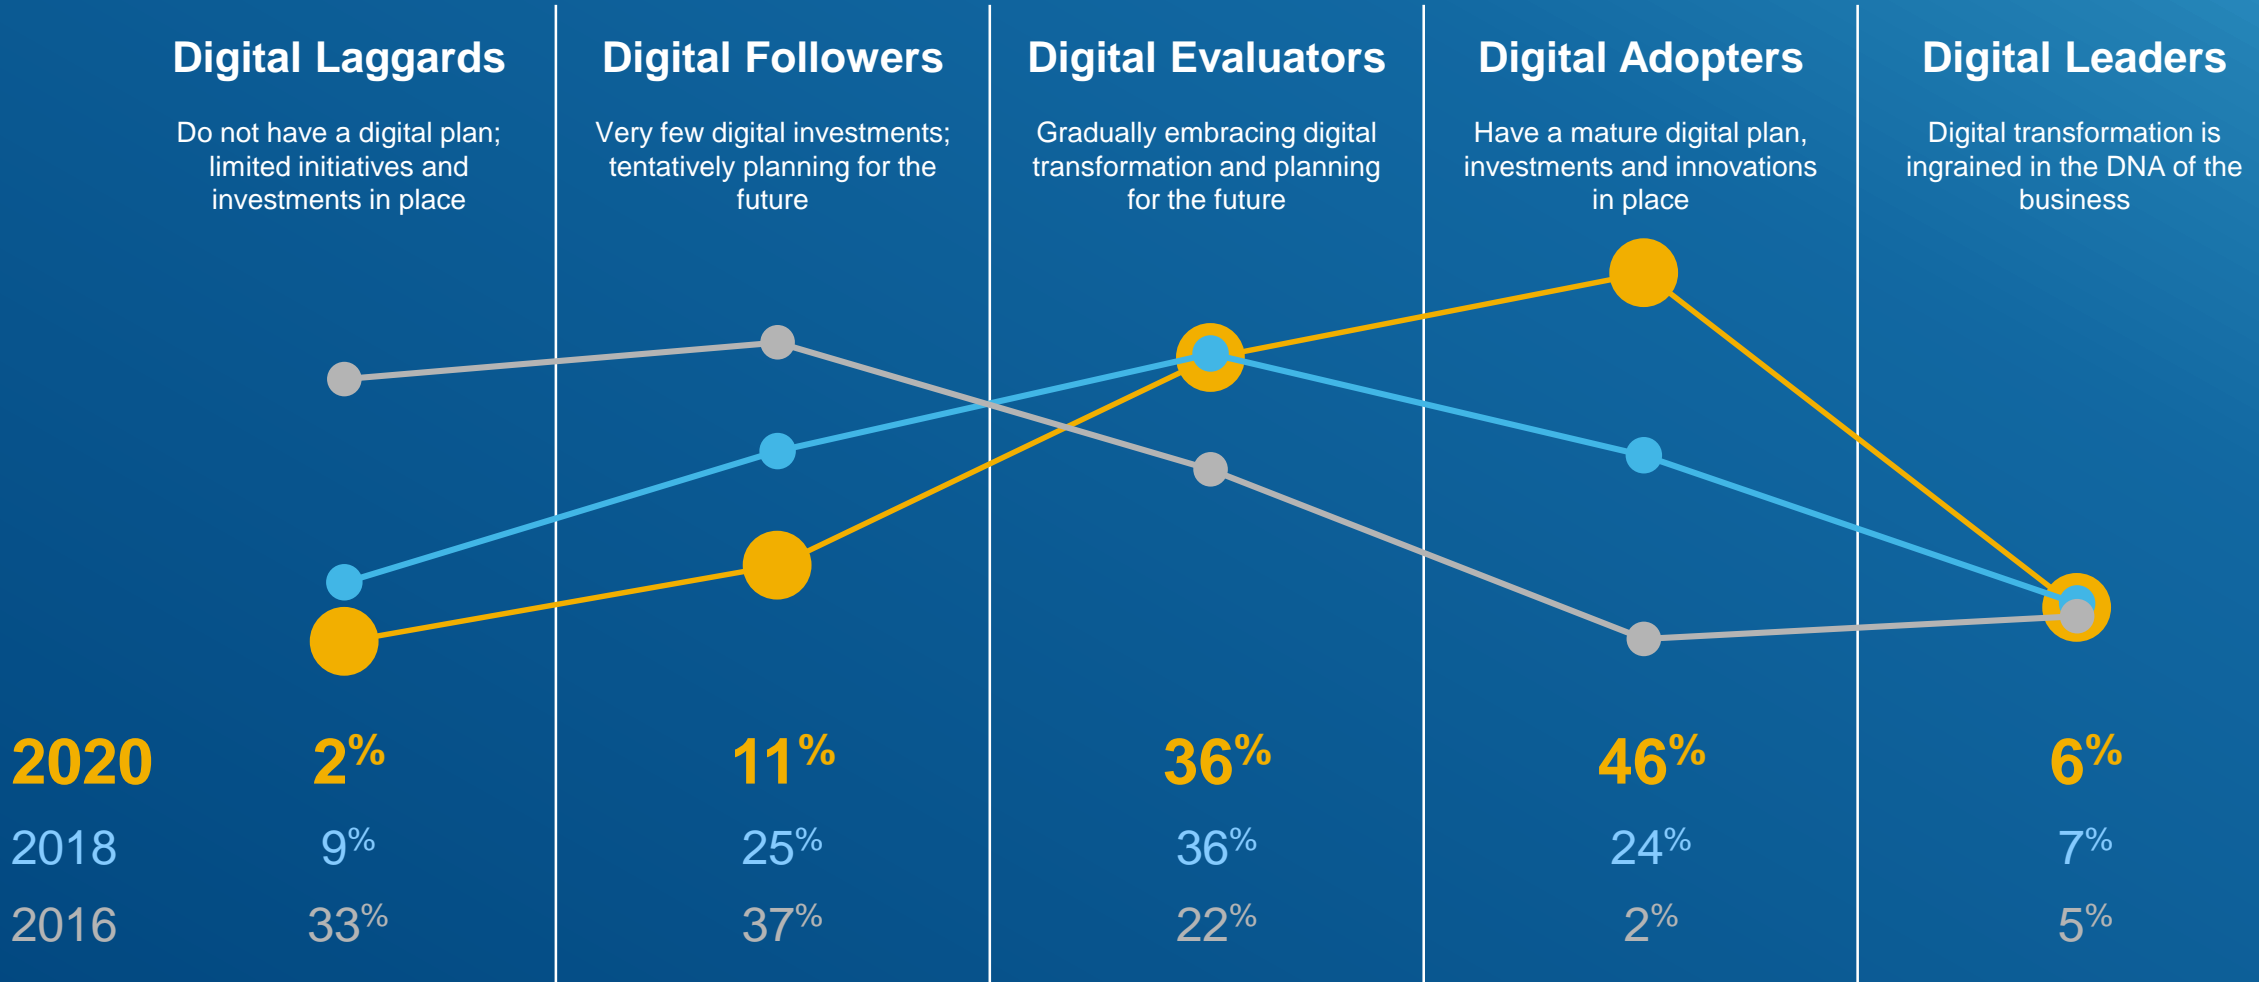 Digital Laggards
Do not have a digital plan;
limited initiatives and
investments in place
Digital Followers
Very few digital investments;
tentatively planning for the
future
Digital Evaluators
Gradually embracing digital
transformation and planning
for the future
Digital Adopters
Have a mature digital plan,
investments and innovations
in place
Digital Leaders
Digital transformation is
ingrained in the DNA of the
business
2020 2% 11% 36% 46% 6%
2018 9% 25% 36% 24% 7%
2016 33% 37% 22% 2% 5%